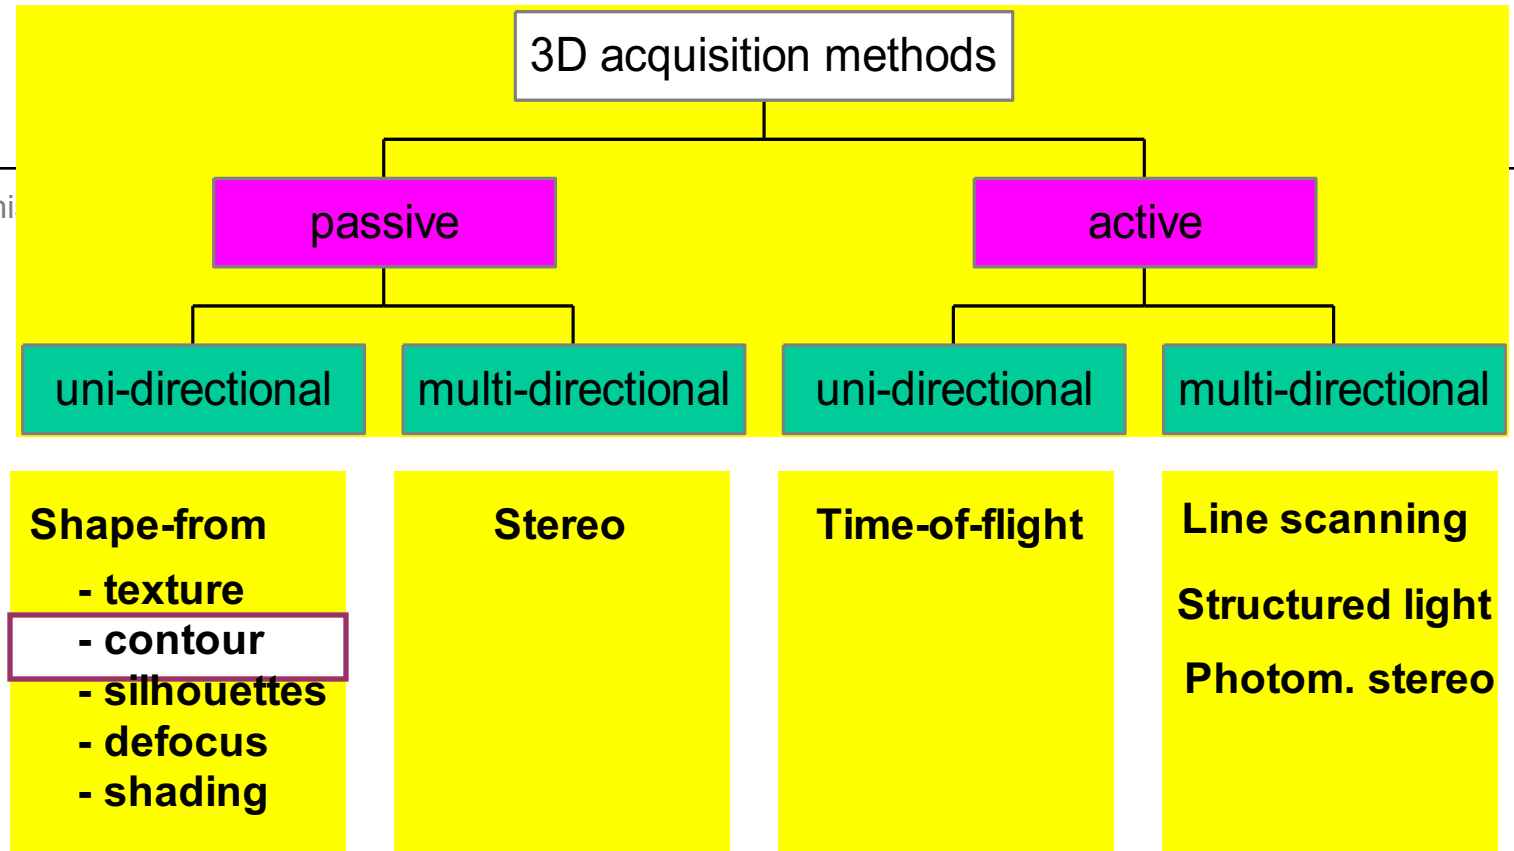 3D acquisition methods
passive
active
uni-directional
multi-directional
uni-directional
multi-directional
Shape-from
- texture
- contour
- silhouettes
- defocus
- shading
Stereo
Time-of-flight
Line scanning
Structured light
Photom. stereo